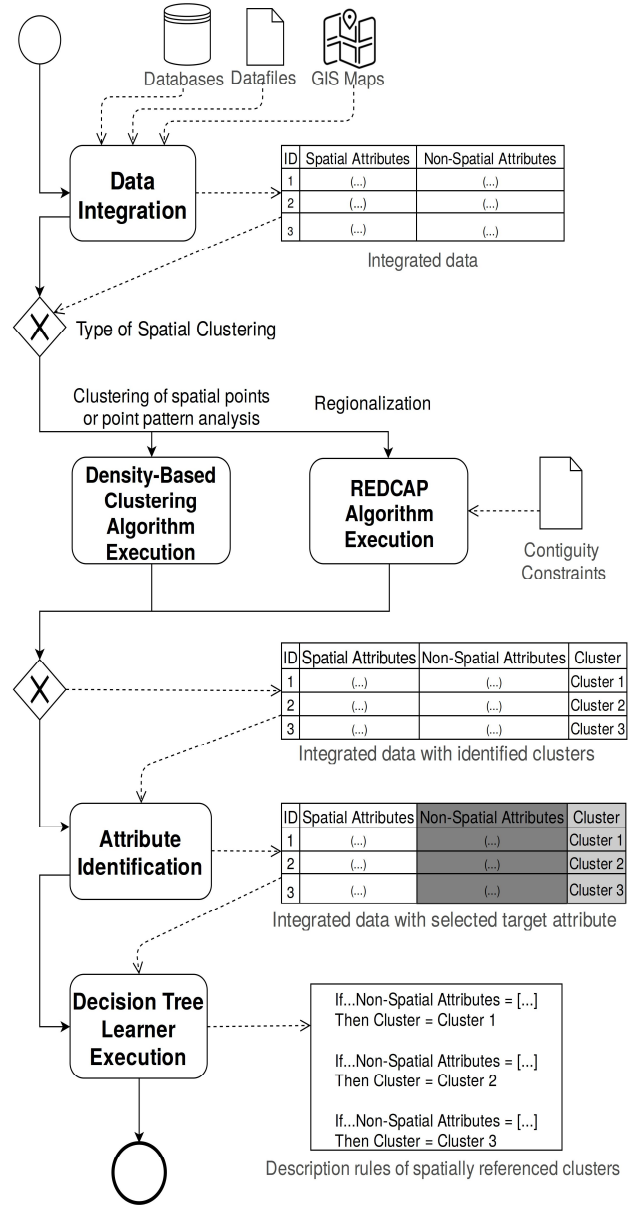 Databases Datafiles GIS Maps
Data
Integration
ID Spatial Attributes Non-Spatial Attributes
1 (...) (...)
2 (...) (...)
3 (...) (...)
Integrated data
X Type of Spatial Clustering
Clustering of spatial points
or point pattern analysis
Regionalization
Density-Based
Clustering
Algorithm
Execution
REDCAP
Algorithm
Execution
Contiguity
Constraints
X
ID Spatial Attributes Non-Spatial Attributes Cluster
1 (...) (...) Cluster 1
2 (...) (...) Cluster 2
3 (...) (...) Cluster 3
Integrated data with identified clusters
Attribute
Identification
ID Spatial Attributes Non-Spatial Attributes Cluster
1 (...) (...) Cluster 1
2 (...) (...) Cluster 2
3 (...) (...) Cluster 3
Integrated data with selected target attribute
Decision Tree
Learner
Execution
If...Non-Spatial Attributes = [...]
Then Cluster = Cluster 1
If...Non-Spatial Attributes = [...]
Then Cluster = Cluster 2
If...Non-Spatial Attributes = [...]
Then Cluster = Cluster 3
Description rules of spatially referenced clusters